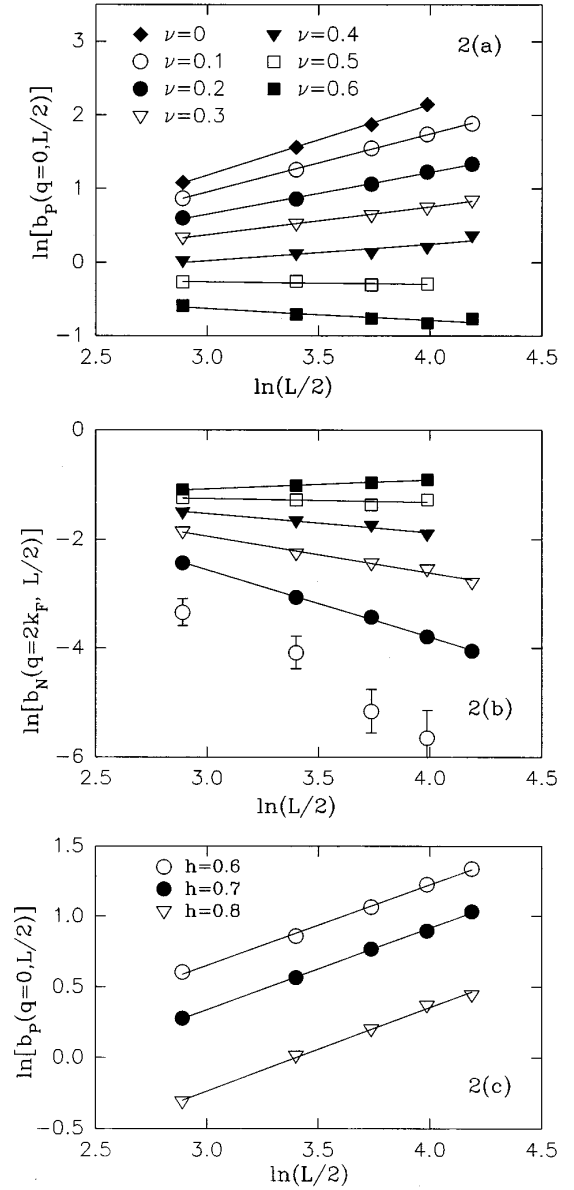 2(a)
ν=0
ν=0.1
ν=0.2
ν=0.3
ν=0.4
ν=0.5
ν=0.6
ln[b_P(q=0,L/2)]
2
1
0
−1
2.5 3.0 3.5 4.0 4.5
ln(L/2)
ln[b_N(q=2k_F, L/2)]
0
−2
−4
−6
2(b)
2.5 3.0 3.5 4.0 4.5
ln(L/2)
ln[b_P(q=0,L/2)]
1.5
1.0
0.5
0.0
−0.5
h=0.6
h=0.7
h=0.8
2(c)
2.5 3.0 3.5 4.0 4.5
ln(L/2)